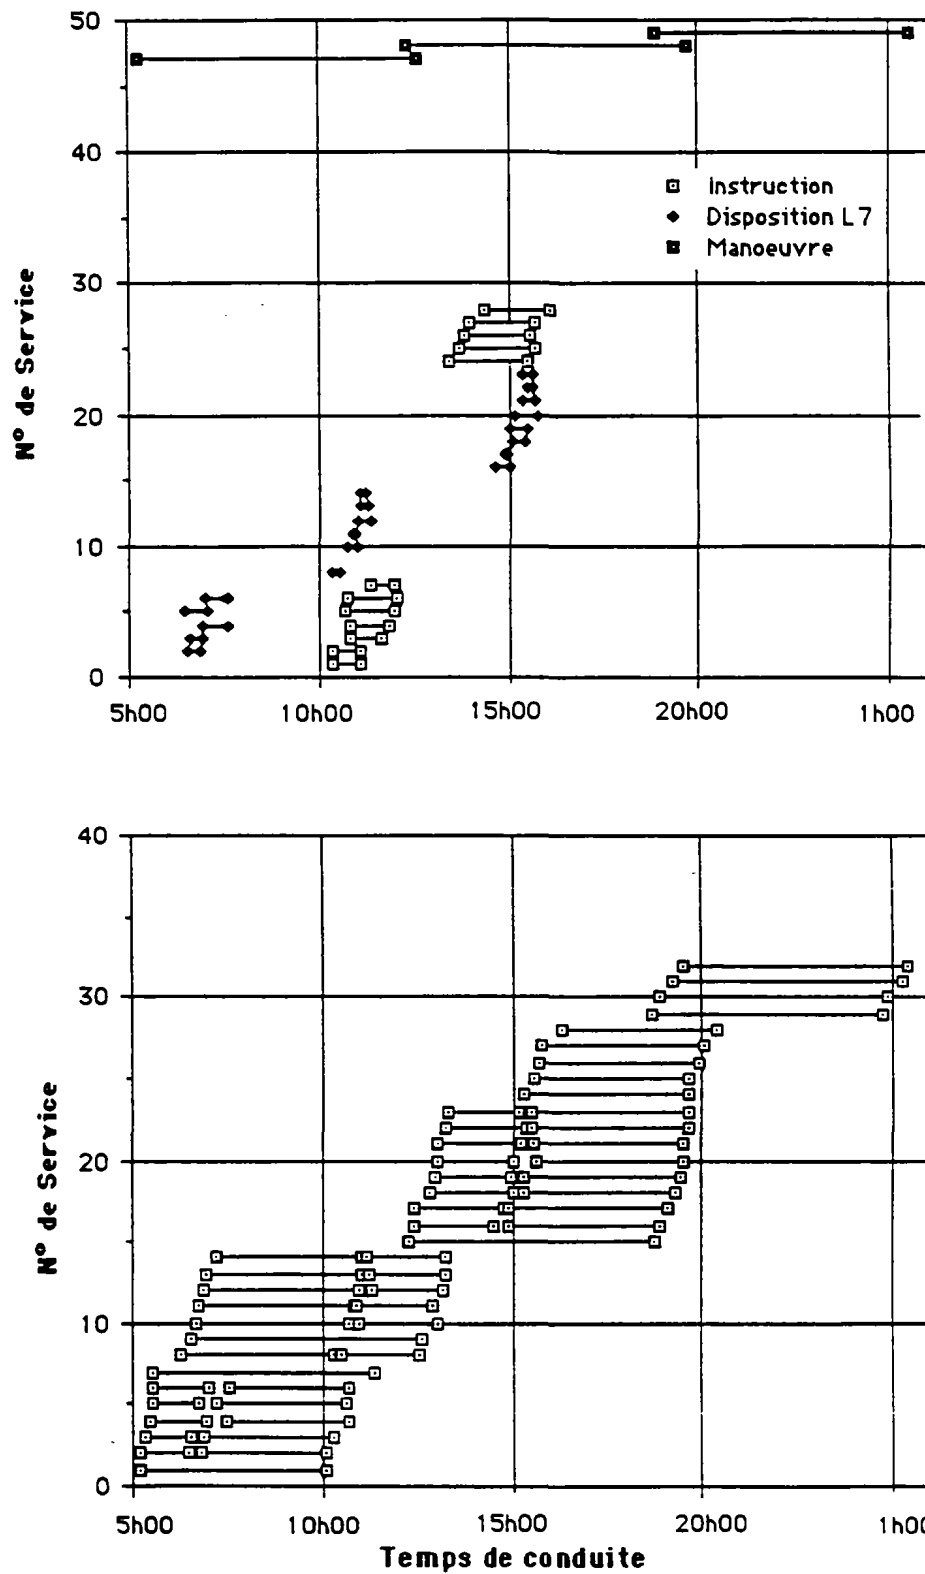 50
40
30
20
10
0
N° de Service
Instruction
Disposition L7
Manoeuvre
5h00
10h00
15h00
20h00
1h00
40
30
20
10
0
N° de Service
5h00
10h00
15h00
20h00
1h00
Temps de conduite